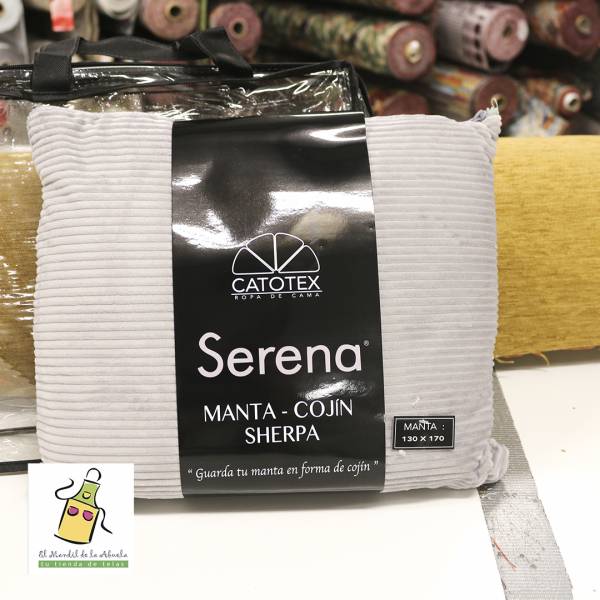 CATOTEX
ROPA DE CAMA
Serena®
MANTA - COJÍN
SHERPA
“ Guarda tu manta en forma de cojín ”
MANTA :
130 X 170
El Mandil de la Abuela
tu tienda de telas